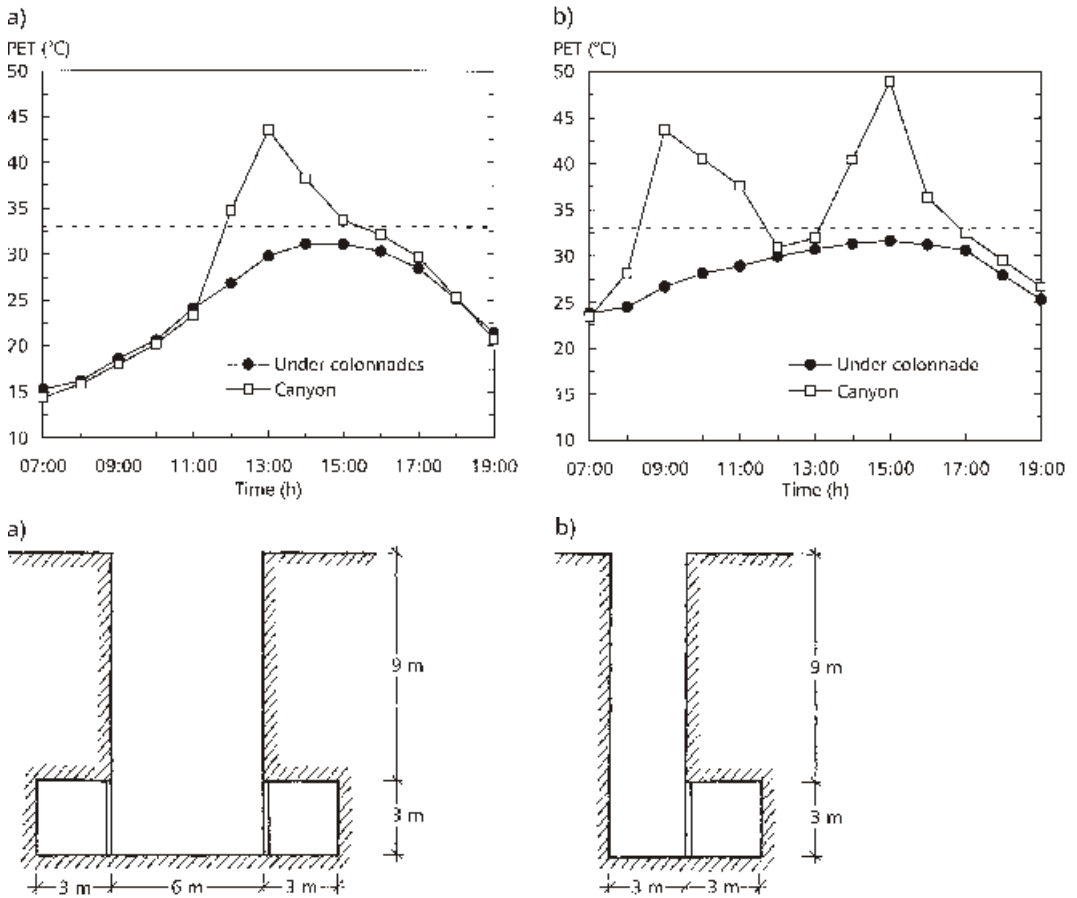 a)
PET (°C)
50
45
40
35
30
25
20
15
10
07:00 09:00 11:00 13:00 15:00 17:00 19:00
Time (h)
Under colonnades
Canyon
b)
PET (°C)
50
45
40
35
30
25
20
15
10
07:00 09:00 11:00 13:00 15:00 17:00 19:00
Time (h)
Under colonnade
Canyon
a)
9 m
3 m
3 m 6 m 3 m
b)
9 m
3 m
3 m 3 m